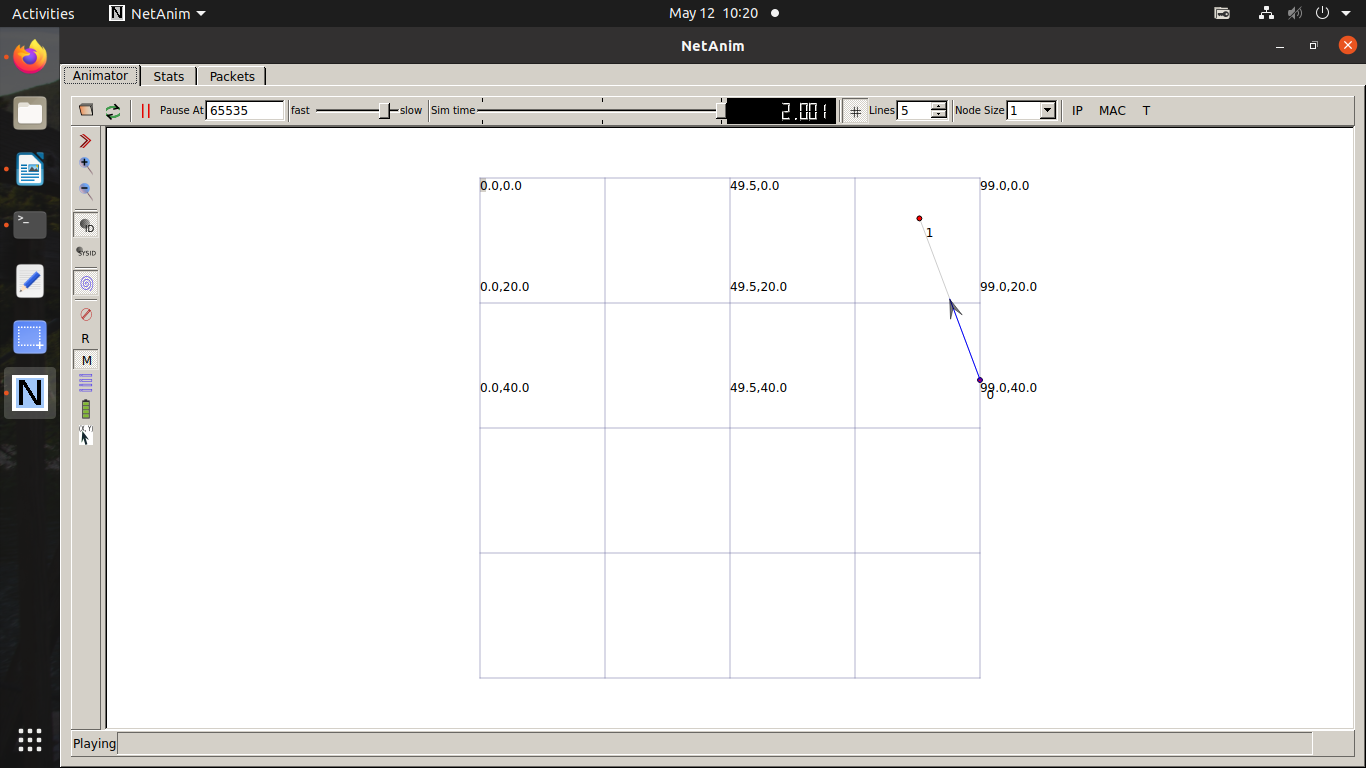 Activities NetAnim May 12 10:20
NetAnim
Animator Stats Packets
Pause At 65535 fast slow Sim time 2.001 Lines 5 Node Size 1 IP MAC T
0.0,0.0 49.5,0.0 99.0,0.0
ID
1
SYSID
0.0,20.0 49.5,20.0 99.0,20.0
R
M
0.0,40.0 49.5,40.0 99.0,40.0
0
N
(X,Y)
Playing